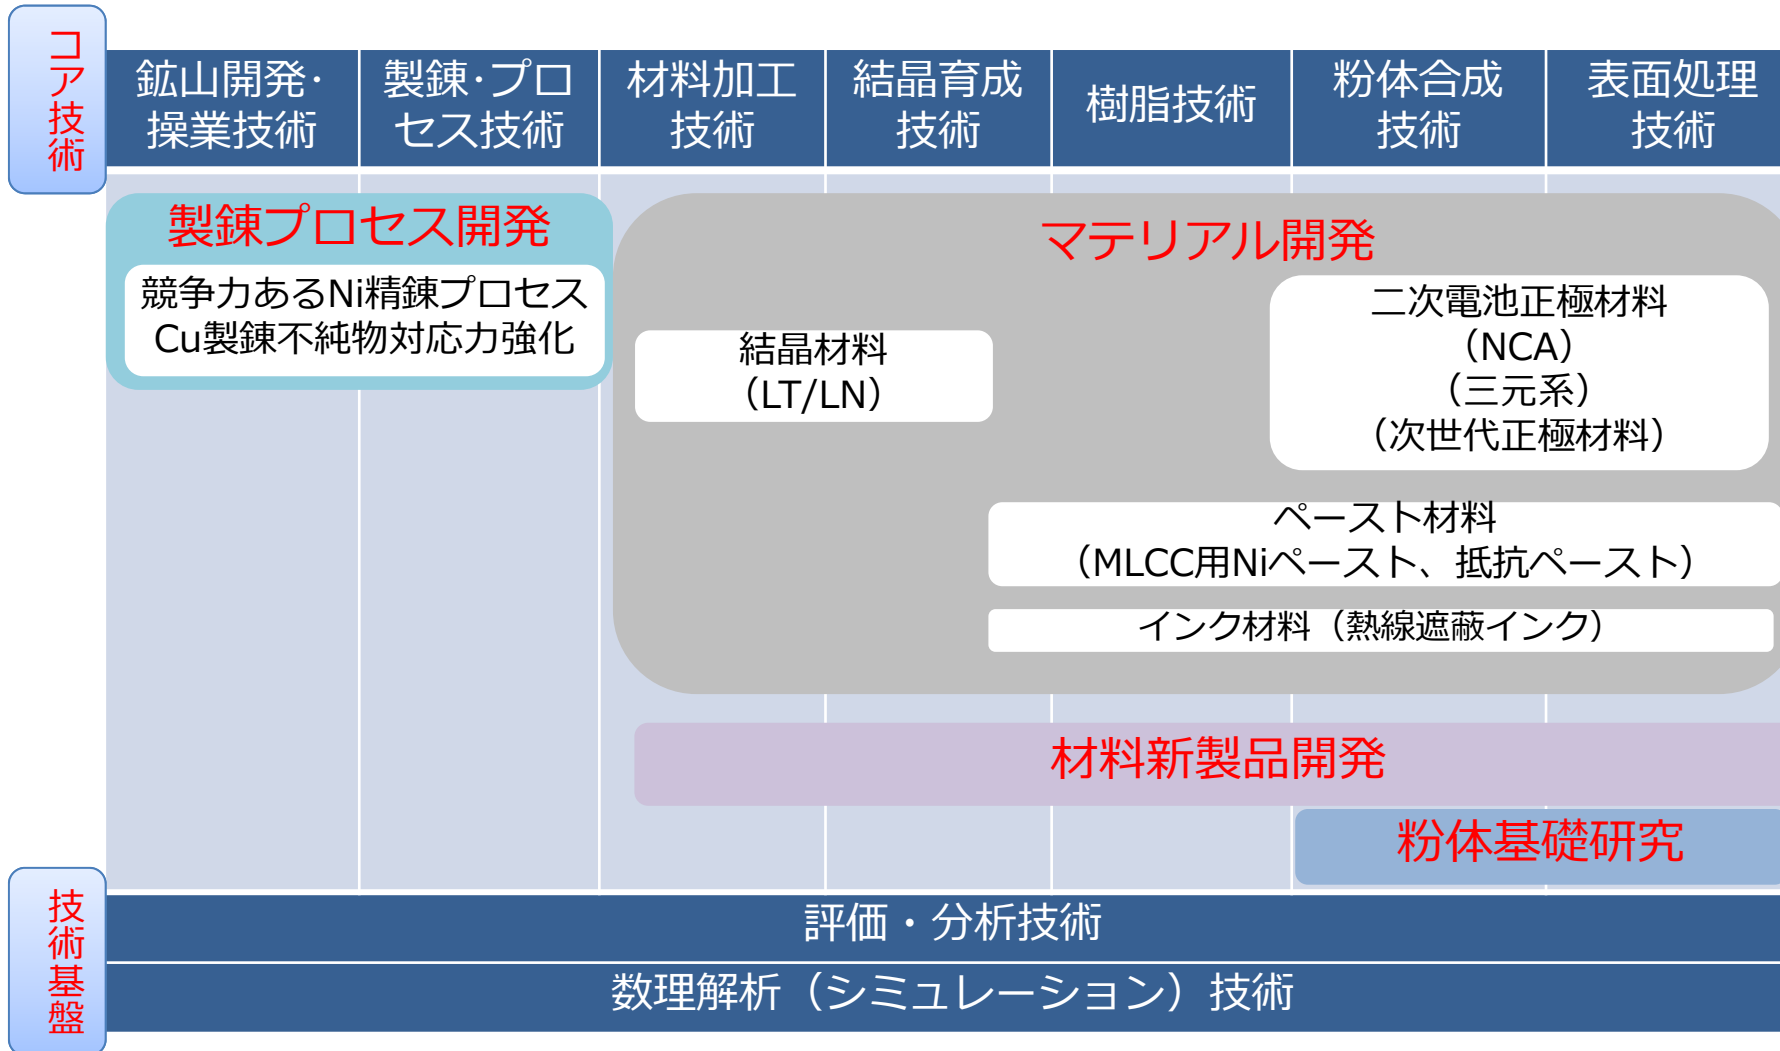 コア技術
鉱山開発・
操業技術
製錬・プロ
セス技術
材料加工
技術
結晶育成
技術
樹脂技術
粉体合成
技術
表面処理
技術
製錬プロセス開発
競争力あるNi精錬プロセス
Cu製錬不純物対応力強化
マテリアル開発
結晶材料
（LT/LN）
二次電池正極材料
（NCA）
（三元系）
（次世代正極材料）
ペースト材料
（MLCC用Niペースト、抵抗ペースト）
インク材料（熱線遮蔽インク）
材料新製品開発
粉体基礎研究
技術基盤
評価・分析技術
数理解析（シミュレーション）技術